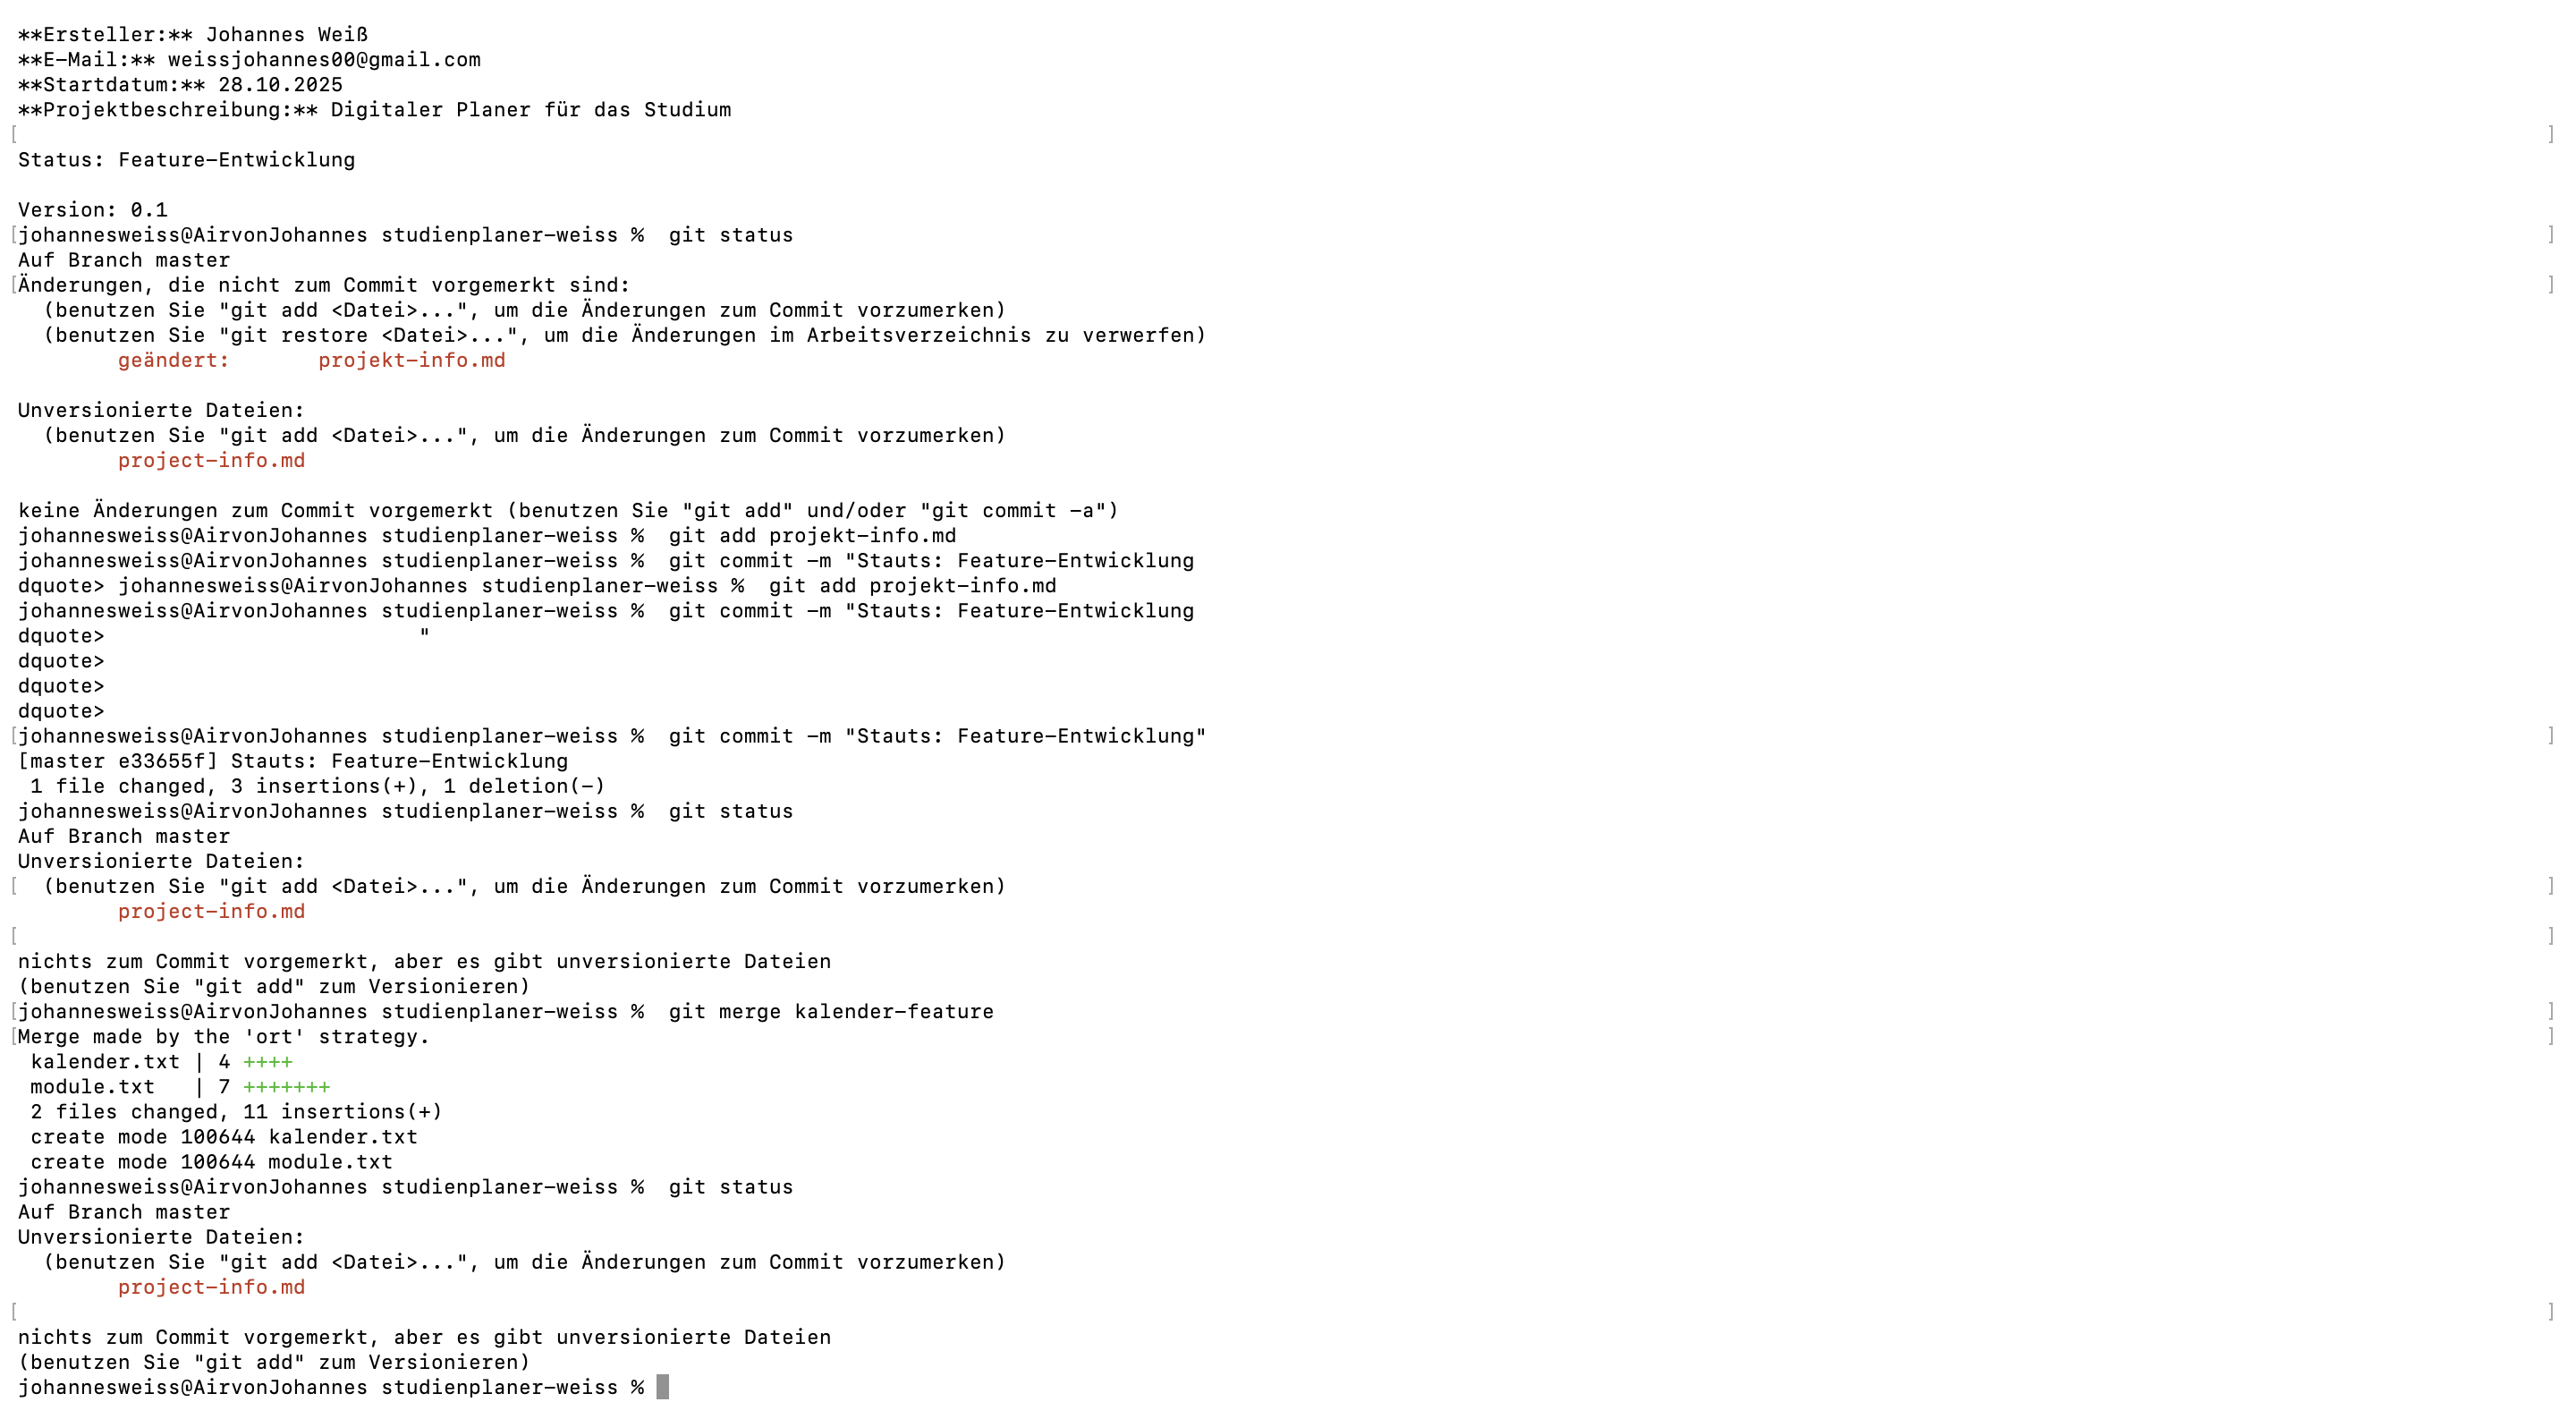 **Ersteller:** Johannes Weiß
**E-Mail:** weissjohannes00@gmail.com
**Startdatum:** 28.10.2025
**Projektbeschreibung:** Digitaler Planer für das Studium
[ ]
Status: Feature-Entwicklung
Version: 0.1
[johannesweiss@AirvonJohannes studienplaner-weiss %  git status ]
Auf Branch master
[Änderungen, die nicht zum Commit vorgemerkt sind: ]
  (benutzen Sie "git add <Datei>...", um die Änderungen zum Commit vorzumerken)
  (benutzen Sie "git restore <Datei>...", um die Änderungen im Arbeitsverzeichnis zu verwerfen)
        geändert:       projekt-info.md
Unversionierte Dateien:
  (benutzen Sie "git add <Datei>...", um die Änderungen zum Commit vorzumerken)
        project-info.md
keine Änderungen zum Commit vorgemerkt (benutzen Sie "git add" und/oder "git commit -a")
johannesweiss@AirvonJohannes studienplaner-weiss %  git add projekt-info.md
johannesweiss@AirvonJohannes studienplaner-weiss %  git commit -m "Stauts: Feature-Entwicklung
dquote> johannesweiss@AirvonJohannes studienplaner-weiss %  git add projekt-info.md
johannesweiss@AirvonJohannes studienplaner-weiss %  git commit -m "Stauts: Feature-Entwicklung
dquote>                         "
dquote>
dquote>
dquote>
[johannesweiss@AirvonJohannes studienplaner-weiss %  git commit -m "Stauts: Feature-Entwicklung" ]
[master e33655f] Stauts: Feature-Entwicklung
 1 file changed, 3 insertions(+), 1 deletion(-)
johannesweiss@AirvonJohannes studienplaner-weiss %  git status
Auf Branch master
Unversionierte Dateien:
[  (benutzen Sie "git add <Datei>...", um die Änderungen zum Commit vorzumerken) ]
        project-info.md
[ ]
nichts zum Commit vorgemerkt, aber es gibt unversionierte Dateien
(benutzen Sie "git add" zum Versionieren)
[johannesweiss@AirvonJohannes studienplaner-weiss %  git merge kalender-feature ]
[Merge made by the 'ort' strategy. ]
 kalender.txt | 4 ++++
 module.txt   | 7 +++++++
 2 files changed, 11 insertions(+)
 create mode 100644 kalender.txt
 create mode 100644 module.txt
johannesweiss@AirvonJohannes studienplaner-weiss %  git status
Auf Branch master
Unversionierte Dateien:
  (benutzen Sie "git add <Datei>...", um die Änderungen zum Commit vorzumerken)
        project-info.md
[ ]
nichts zum Commit vorgemerkt, aber es gibt unversionierte Dateien
(benutzen Sie "git add" zum Versionieren)
johannesweiss@AirvonJohannes studienplaner-weiss %